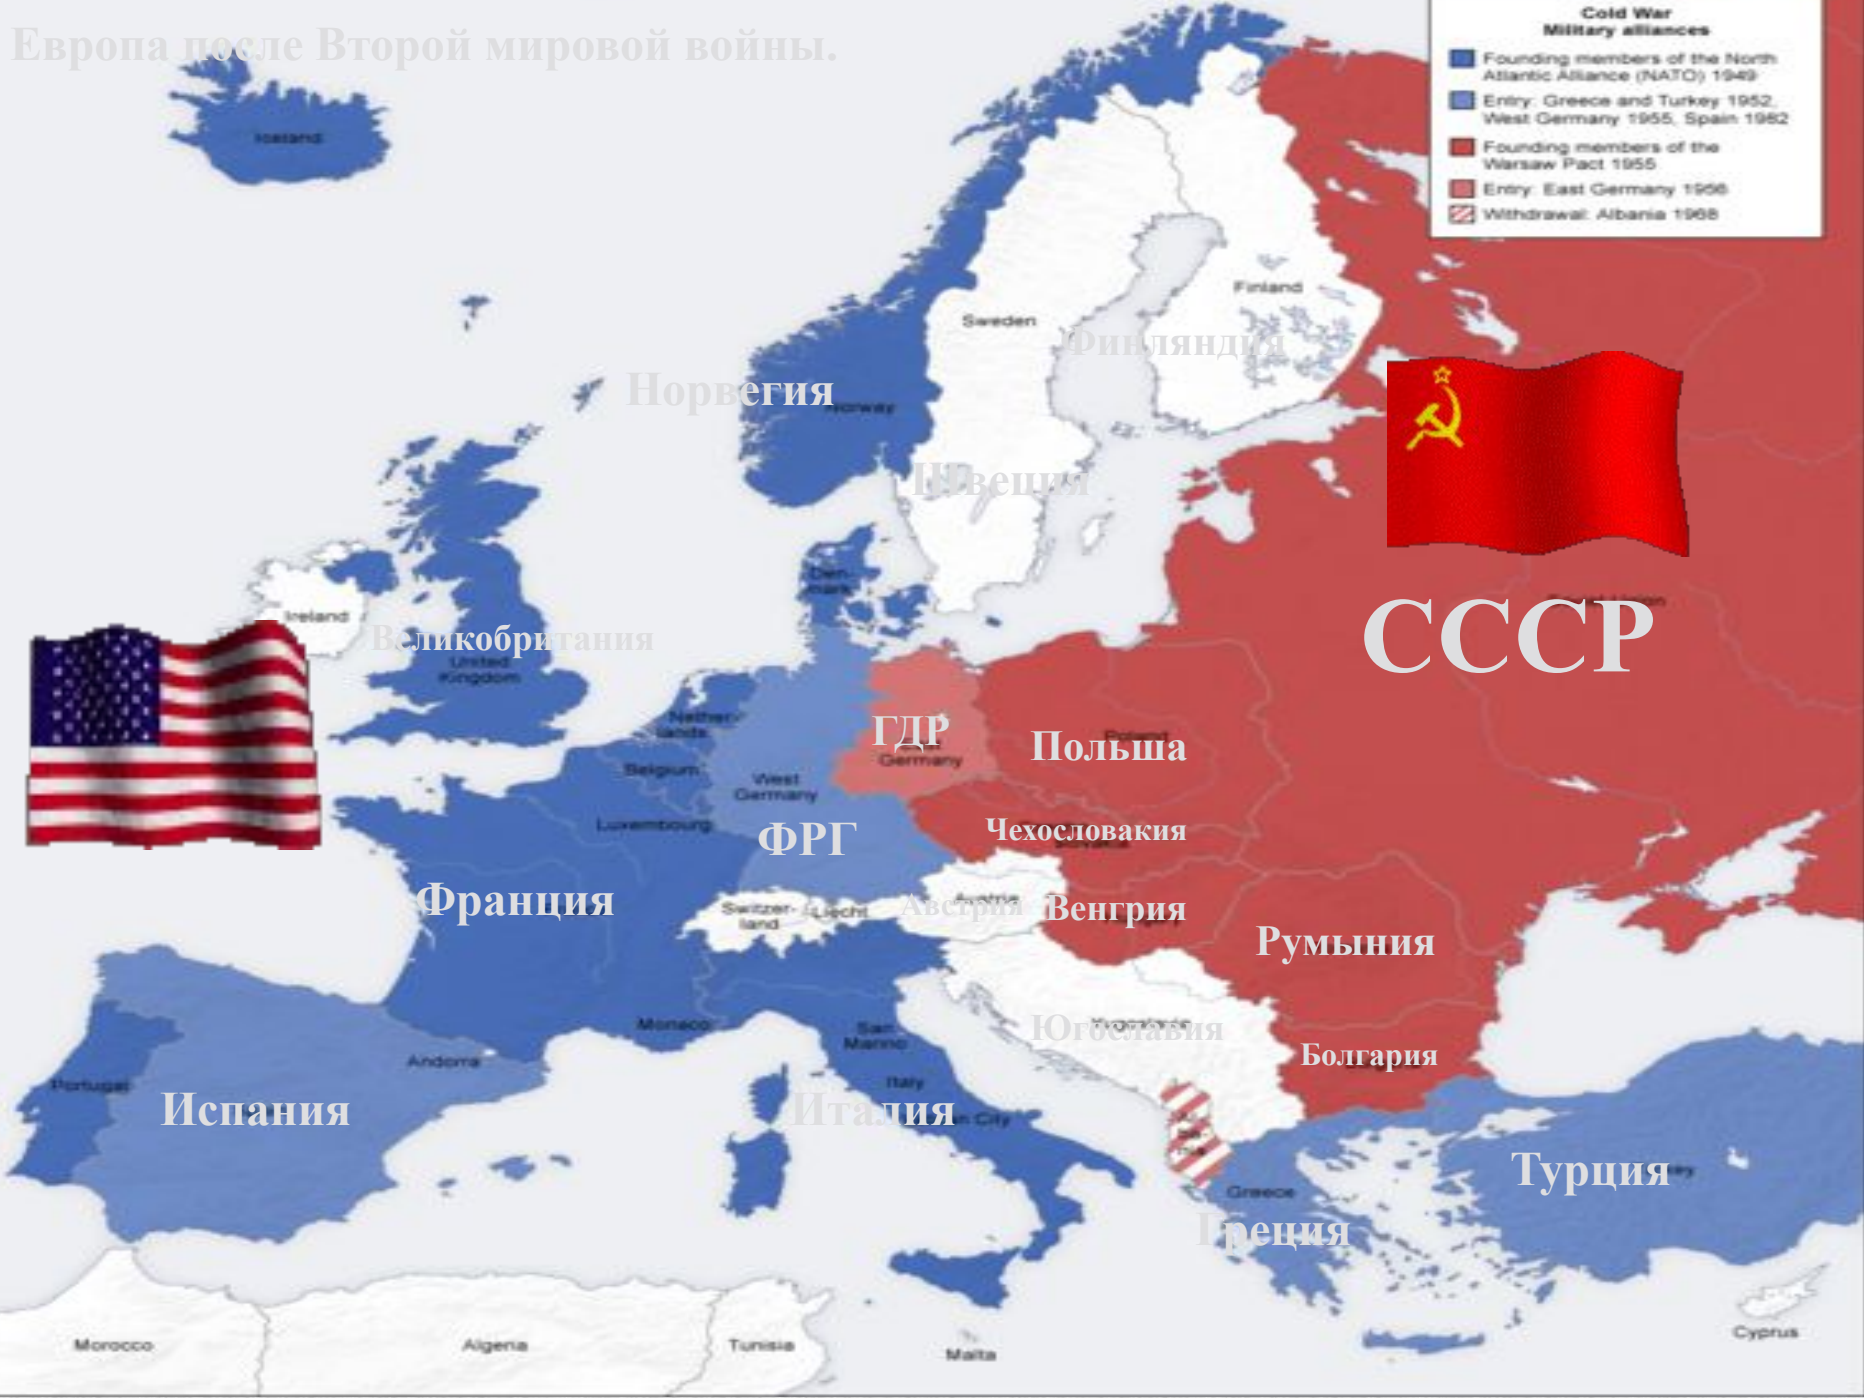 Европа после Второй мировой войны.
Cold War
Military alliances
Founding members of the North
Atlantic Alliance (NATO) 1949
Entry: Greece and Turkey 1952,
West Germany 1955, Spain 1982
Founding members of the
Warsaw Pact 1955
Entry: East Germany 1956
Withdrawal: Albania 1968
Iceland
Finland
Sweden
Финляндия
Норвегия
Norway
Швеция
Den-
mark
СССР
Soviet Union
Ireland
Великобритания
United
Kingdom
Nether-
lands
ГДР
Germany
Польша
Poland
Belgium
West
Germany
Luxembourg
ФРГ
Чехословакия
Франция
Switzer-
land
Liecht
Austria
Австрия
Венгрия
Румыния
Monaco
San
Marino
Югославия
Yugoslavia
Болгария
Andorra
Portugal
Испания
Italy
Италия
City
Турция
Greece
Греция
Morocco
Algeria
Tunisia
Malta
Cyprus